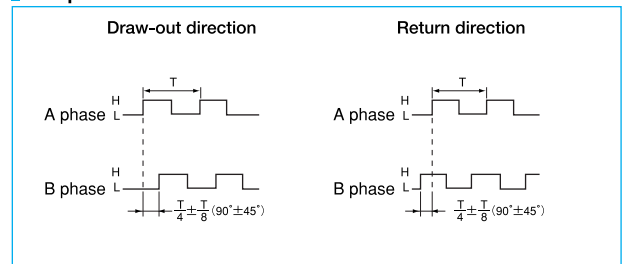 Draw-out direction
Return direction
T
H
A phase L
H
B phase L
T/4±T/8(90°±45°)
T
H
A phase L
H
B phase L
T/4±T/8(90°±45°)